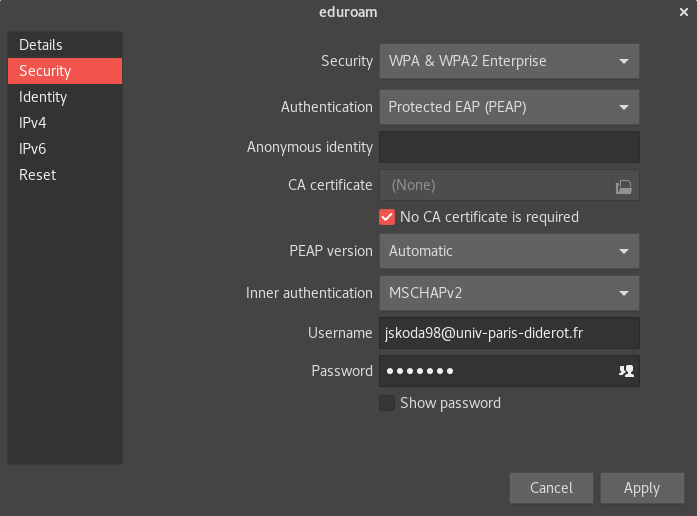 eduroam
Details
Security
Identity
IPv4
IPv6
Reset
Security WPA & WPA2 Enterprise
Authentication Protected EAP (PEAP)
Anonymous identity
CA certificate (None)
No CA certificate is required
PEAP version Automatic
Inner authentication MSCHAPv2
Username jskoda98@univ-paris-diderot.fr
Password •••••••
Show password
Cancel Apply